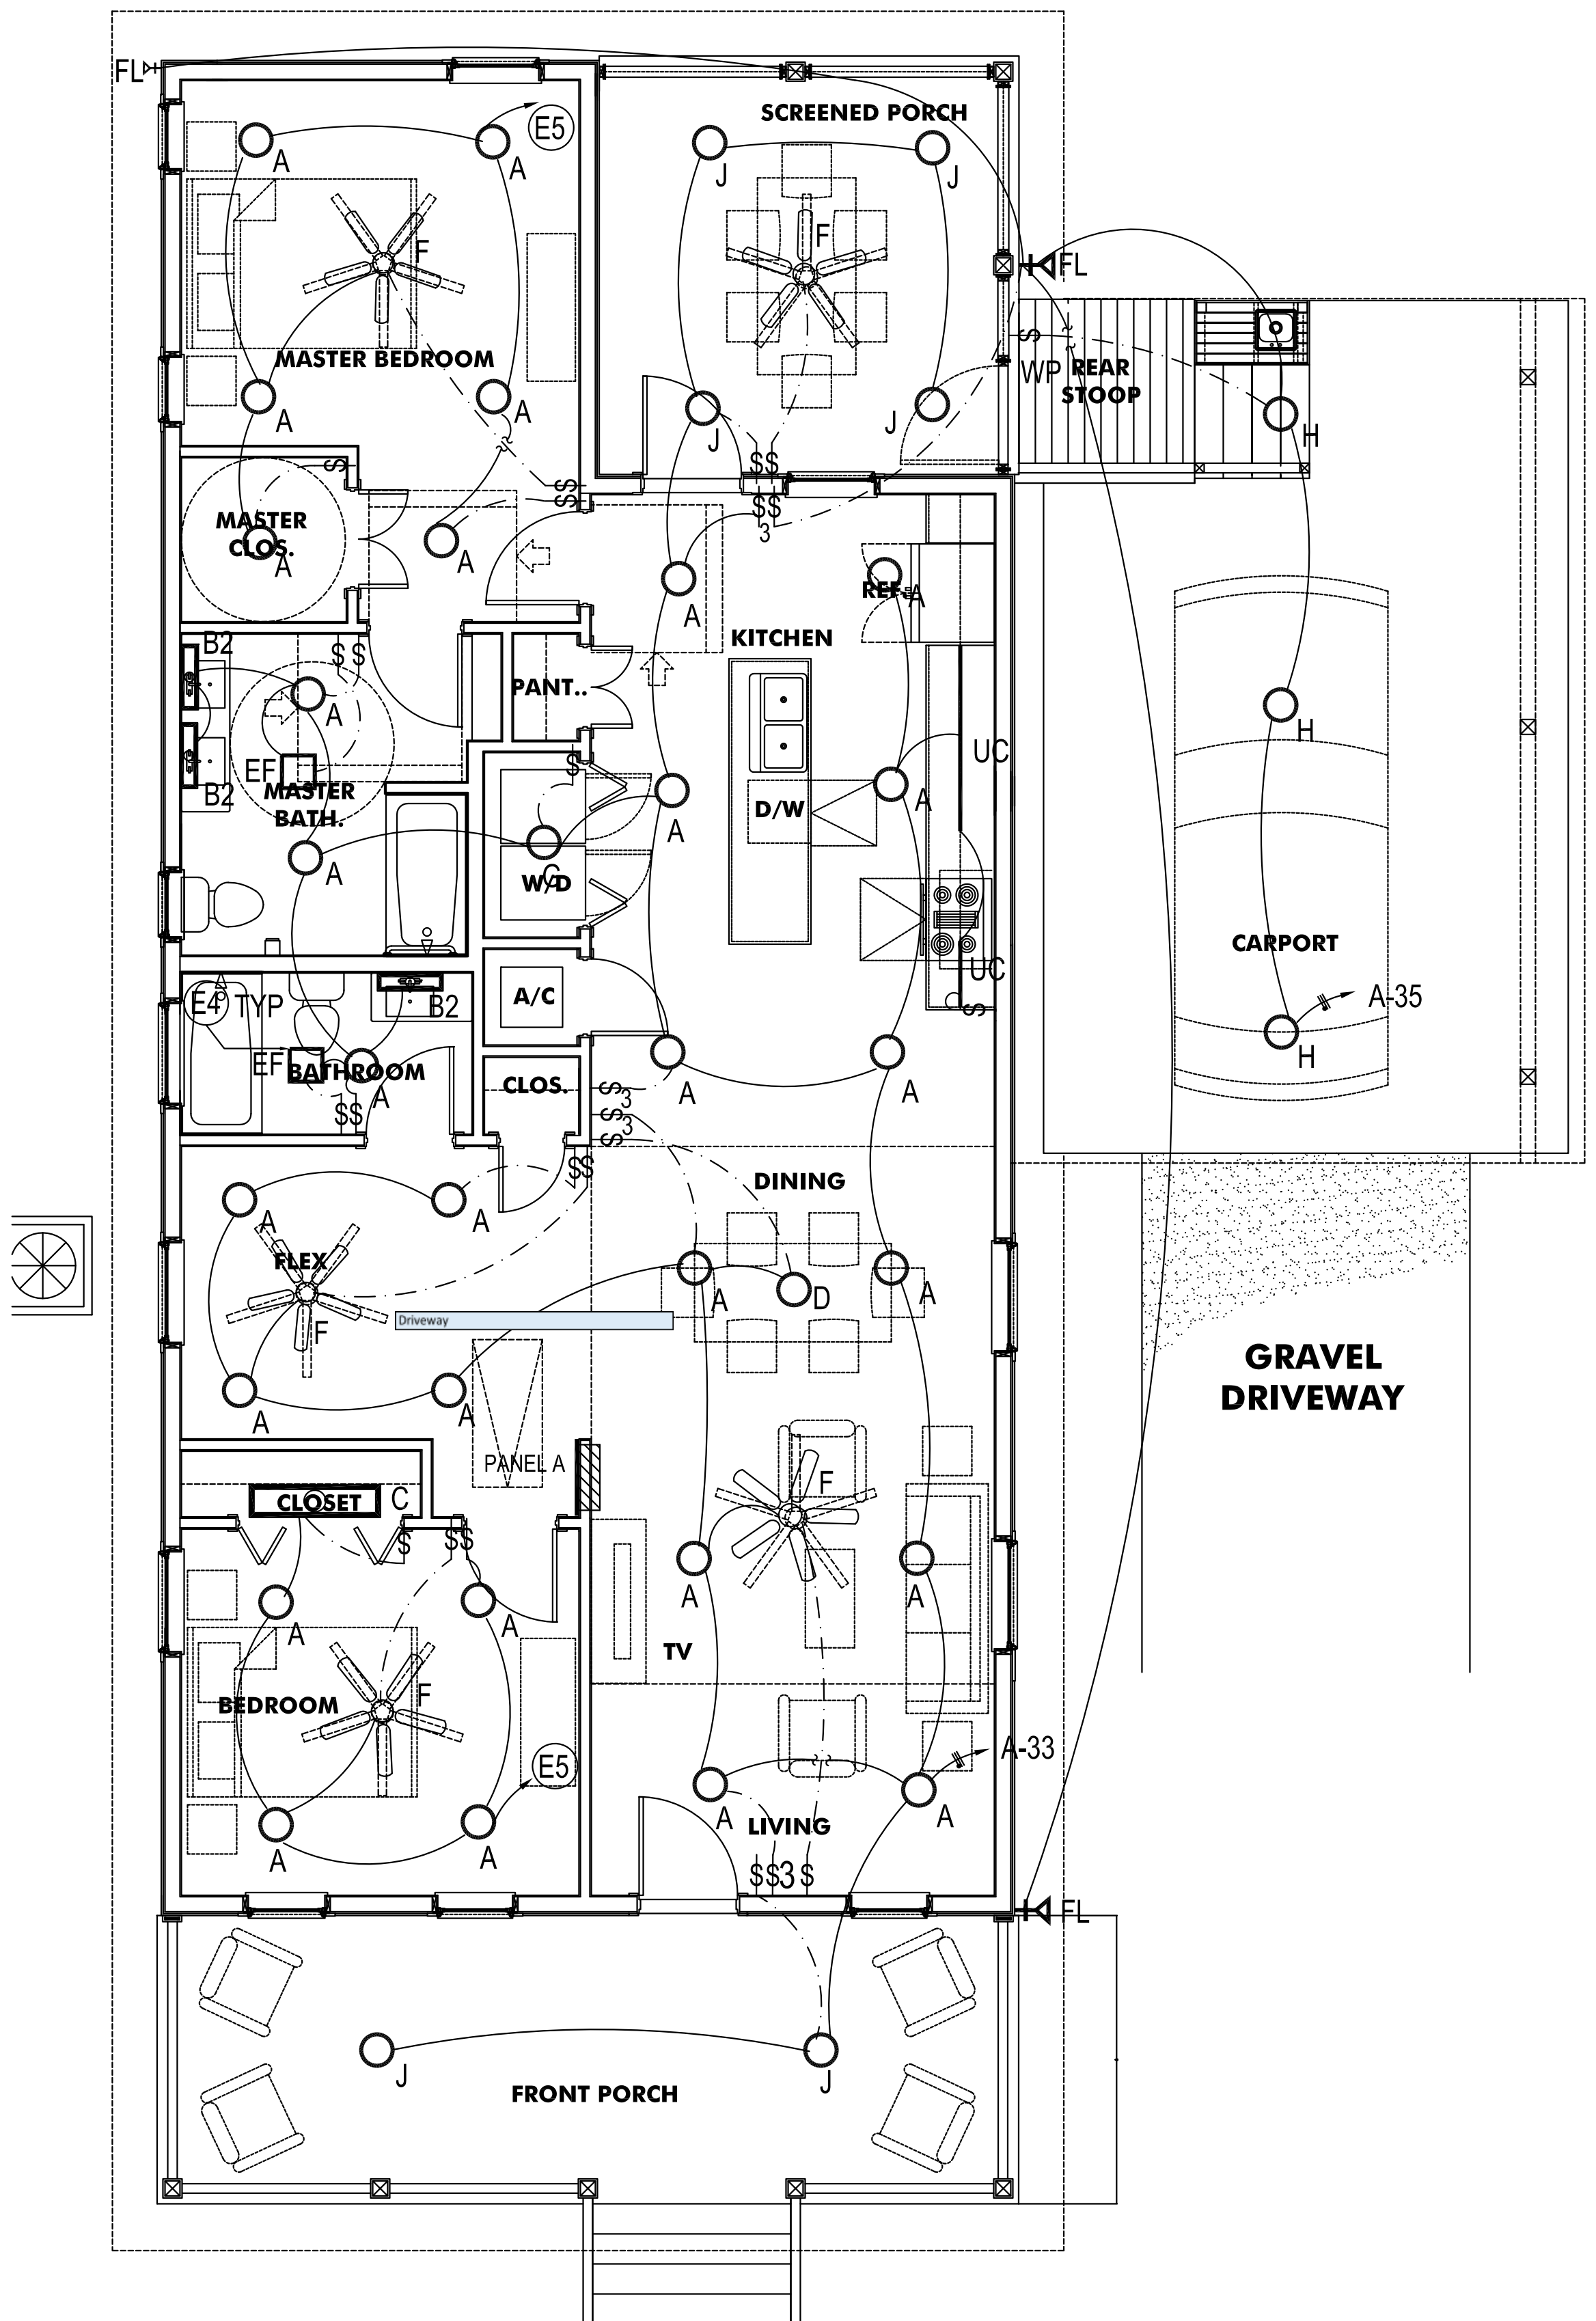 FL
SCREENED PORCH
E5
A
A
J
J
F
F
FL
MASTER BEDROOM
S
WP
REAR
STOOP
A
A
J
J
H
$$
S
S
S
$$
3
MASTER
CLOS.
A
A
A
REF.
A
KITCHEN
B2
$ $
PANT..
A
H
UC
EF
$
B2
MASTER
BATH.
A
D/W
A
A
C
W/D
CARPORT
A/C
UC
S
A-35
E4
TYP
B2
EF
BATHROOM
A
CLOS.
H
A
A
S3
S3
S
$$
$$
DINING
A
A
FLEX
A
D
A
F
Driveway
GRAVEL
DRIVEWAY
A
A
PANEL A
F
CLOSET
C
$
$$
A
A
A
A
TV
BEDROOM
F
E5
A-33
A
A
LIVING
A
A
$$3 $
FL
J
J
FRONT PORCH